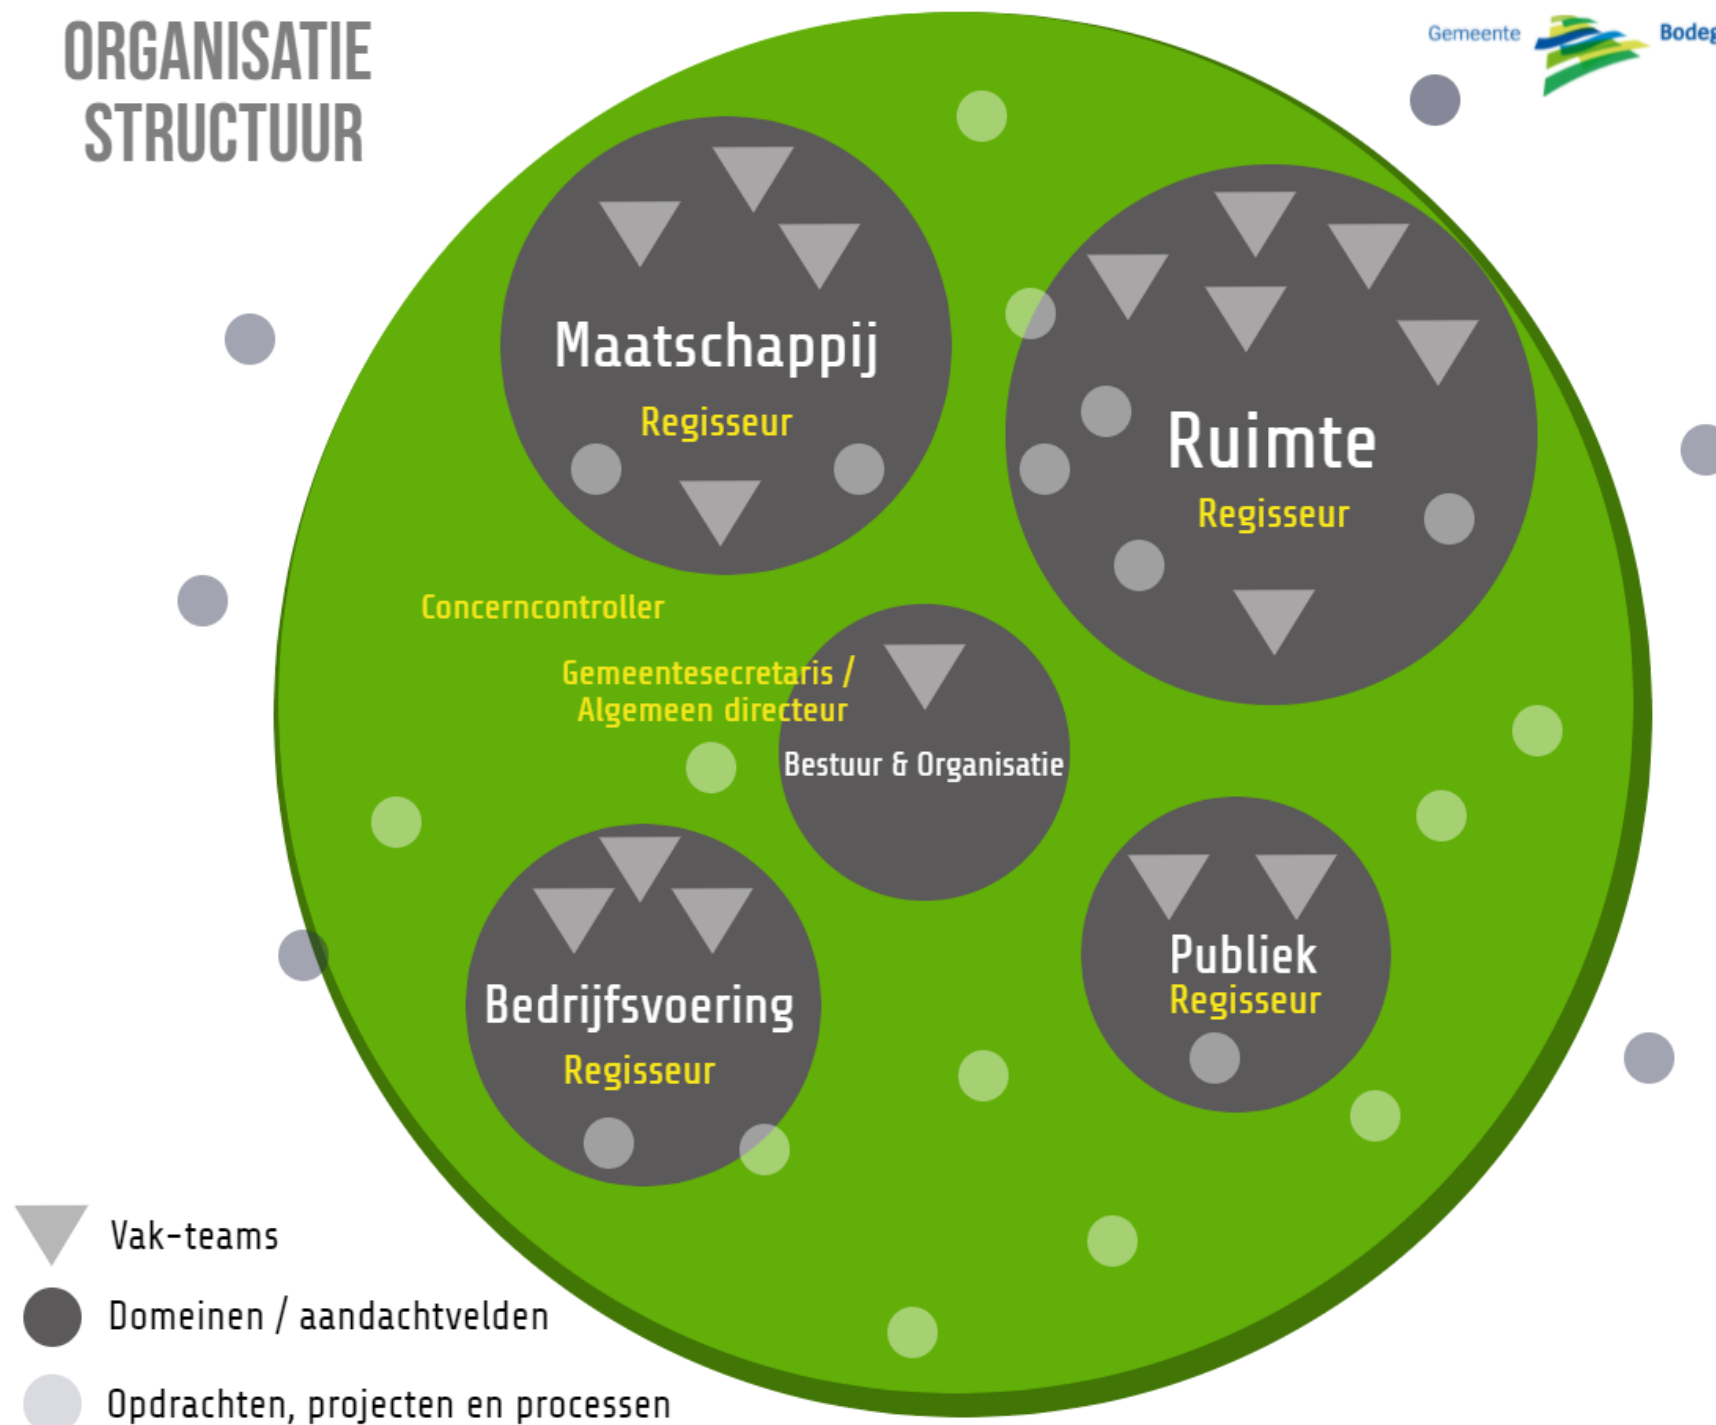 ORGANISATIE
STRUCTUUR
Gemeente
Maatschappij
Regisseur
Ruimte
Regisseur
Concerncontroller
Gemeentesecretaris /
Algemeen directeur
Bestuur & Organisatie
Publiek
Regisseur
Bedrijfsvoering
Regisseur
Vak-teams
Domeinen / aandachtvelden
Opdrachten, projecten en processen